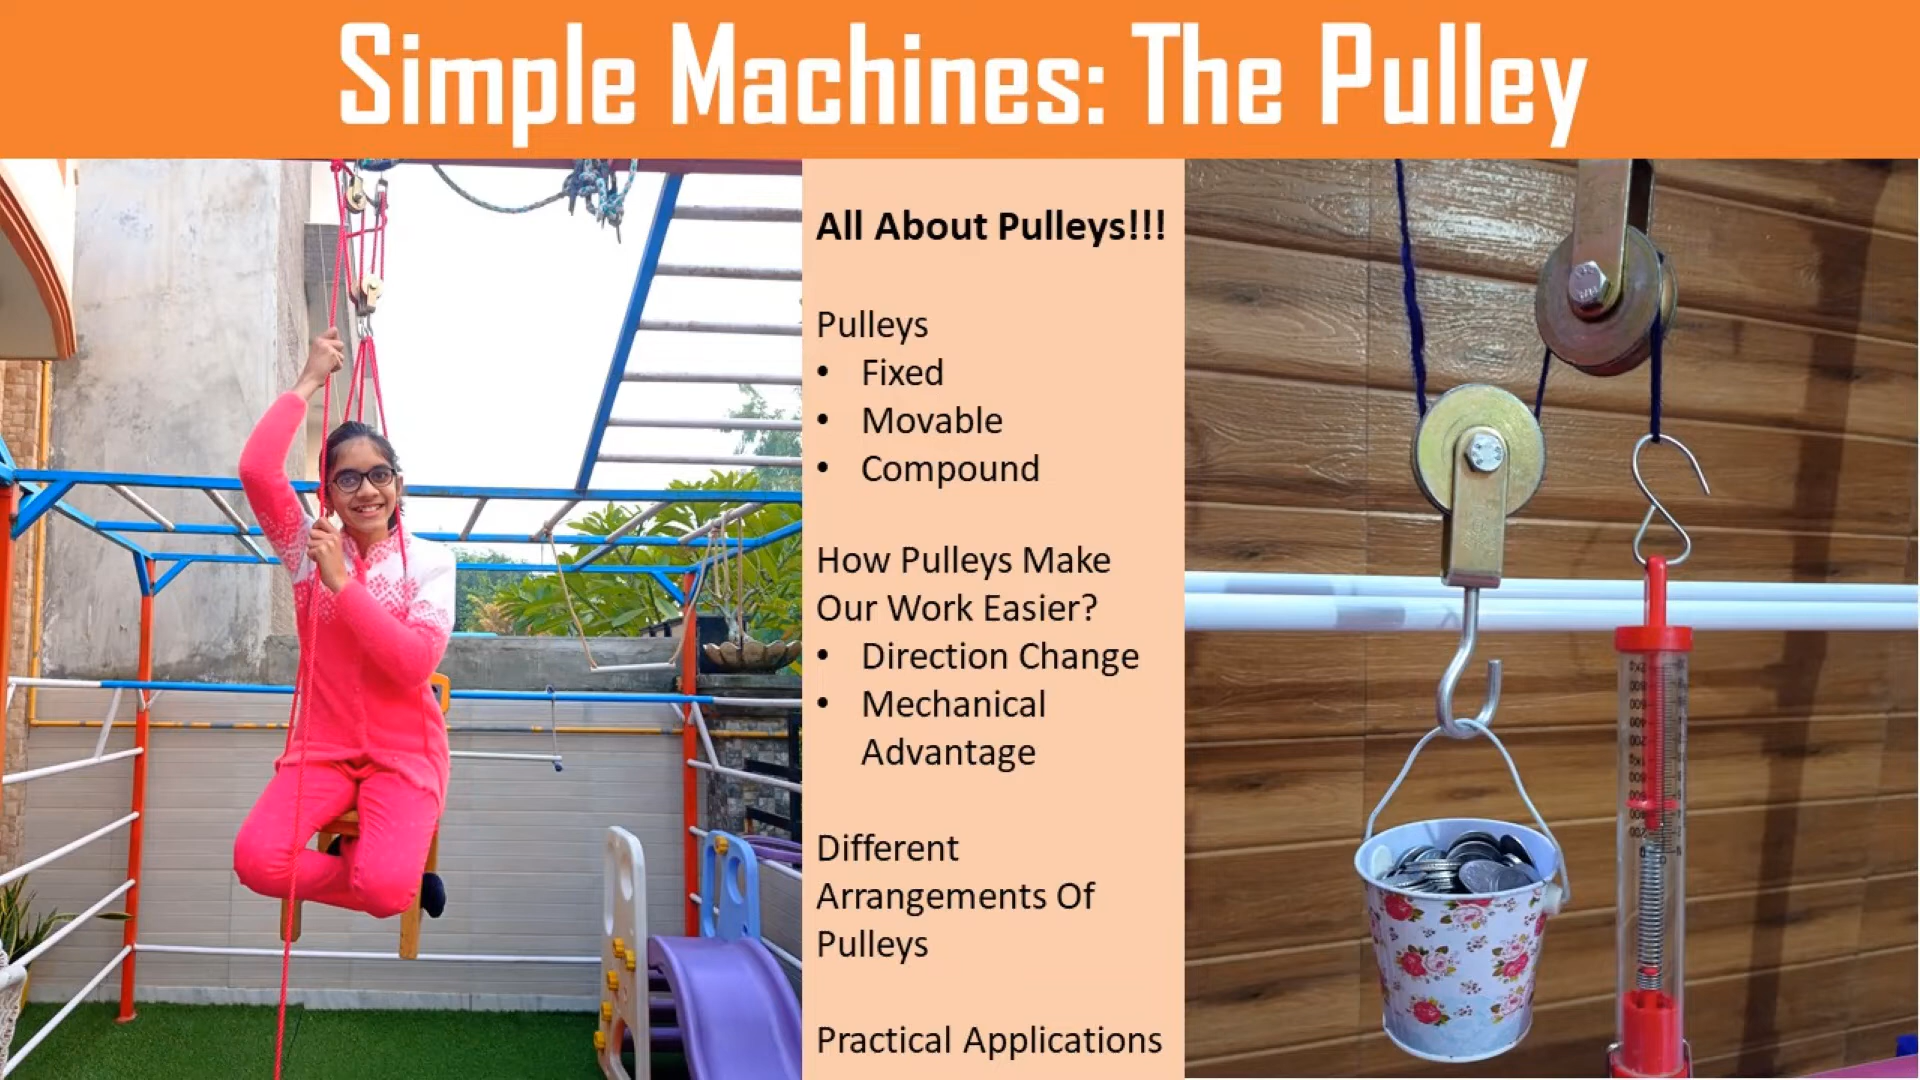 Simple Machines: The Pulley
All About Pulleys!!!
Pulleys
• Fixed
• Movable
• Compound
How Pulleys Make
Our Work Easier?
• Direction Change
• Mechanical
Advantage
Different
Arrangements Of
Pulleys
Practical Applications